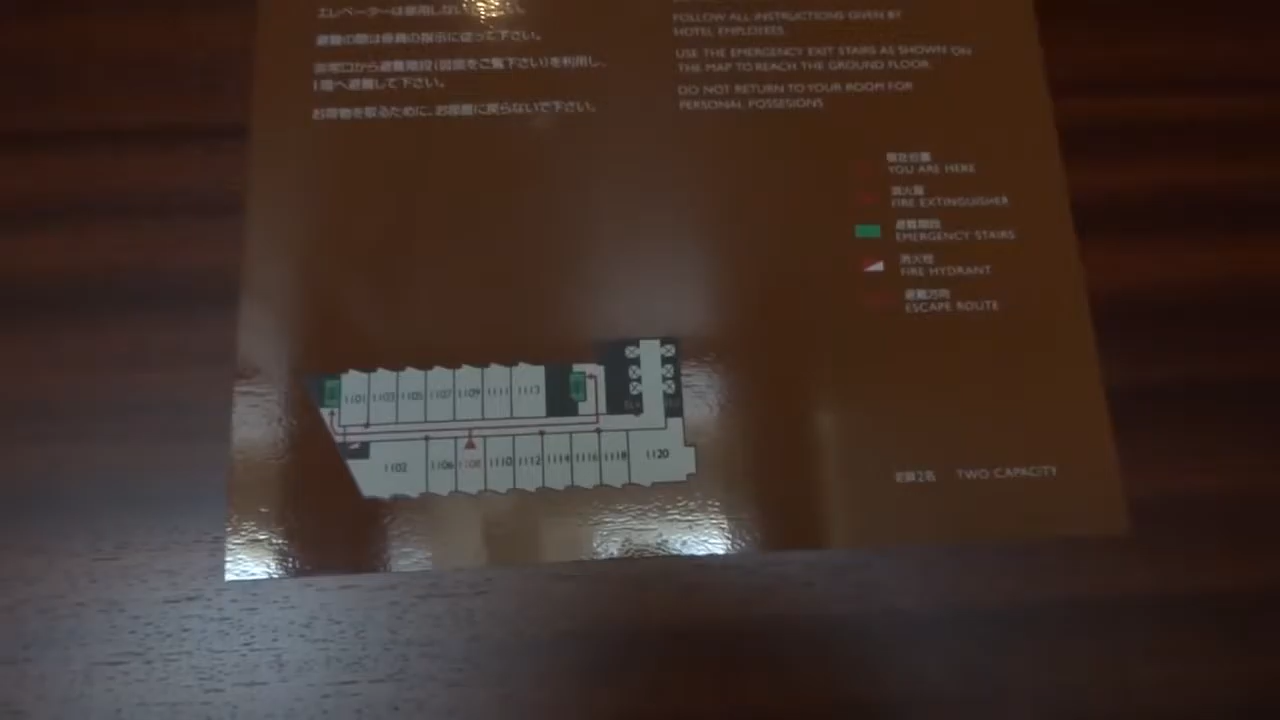 エレベーターは使用しない
避難の際は係員の指示に従って下さい。
非常口から避難階段(図面をご覧下さい)を利用し、
1階へ避難して下さい。
お荷物を取るために、お部屋に戻らないで下さい。
FOLLOW ALL INSTRUCTIONS GIVEN BY
HOTEL EMPLOYEES.
USE THE EMERGENCY EXIT STAIRS AS SHOWN ON
THE MAP TO REACH THE GROUND FLOOR.
DO NOT RETURN TO YOUR ROOM FOR
PERSONAL POSSESIONS
現在位置
YOU ARE HERE
消火器
FIRE EXTINGUISHER
避難階段
EMERGENCY STAIRS
消火栓
FIRE HYDRANT
避難方向
ESCAPE ROUTE
1101 1103 1105 1107 1109 1111 1113
1102 1106 1108 1110 1112 1114 1116 1118 1120
定員2名 TWO CAPACITY